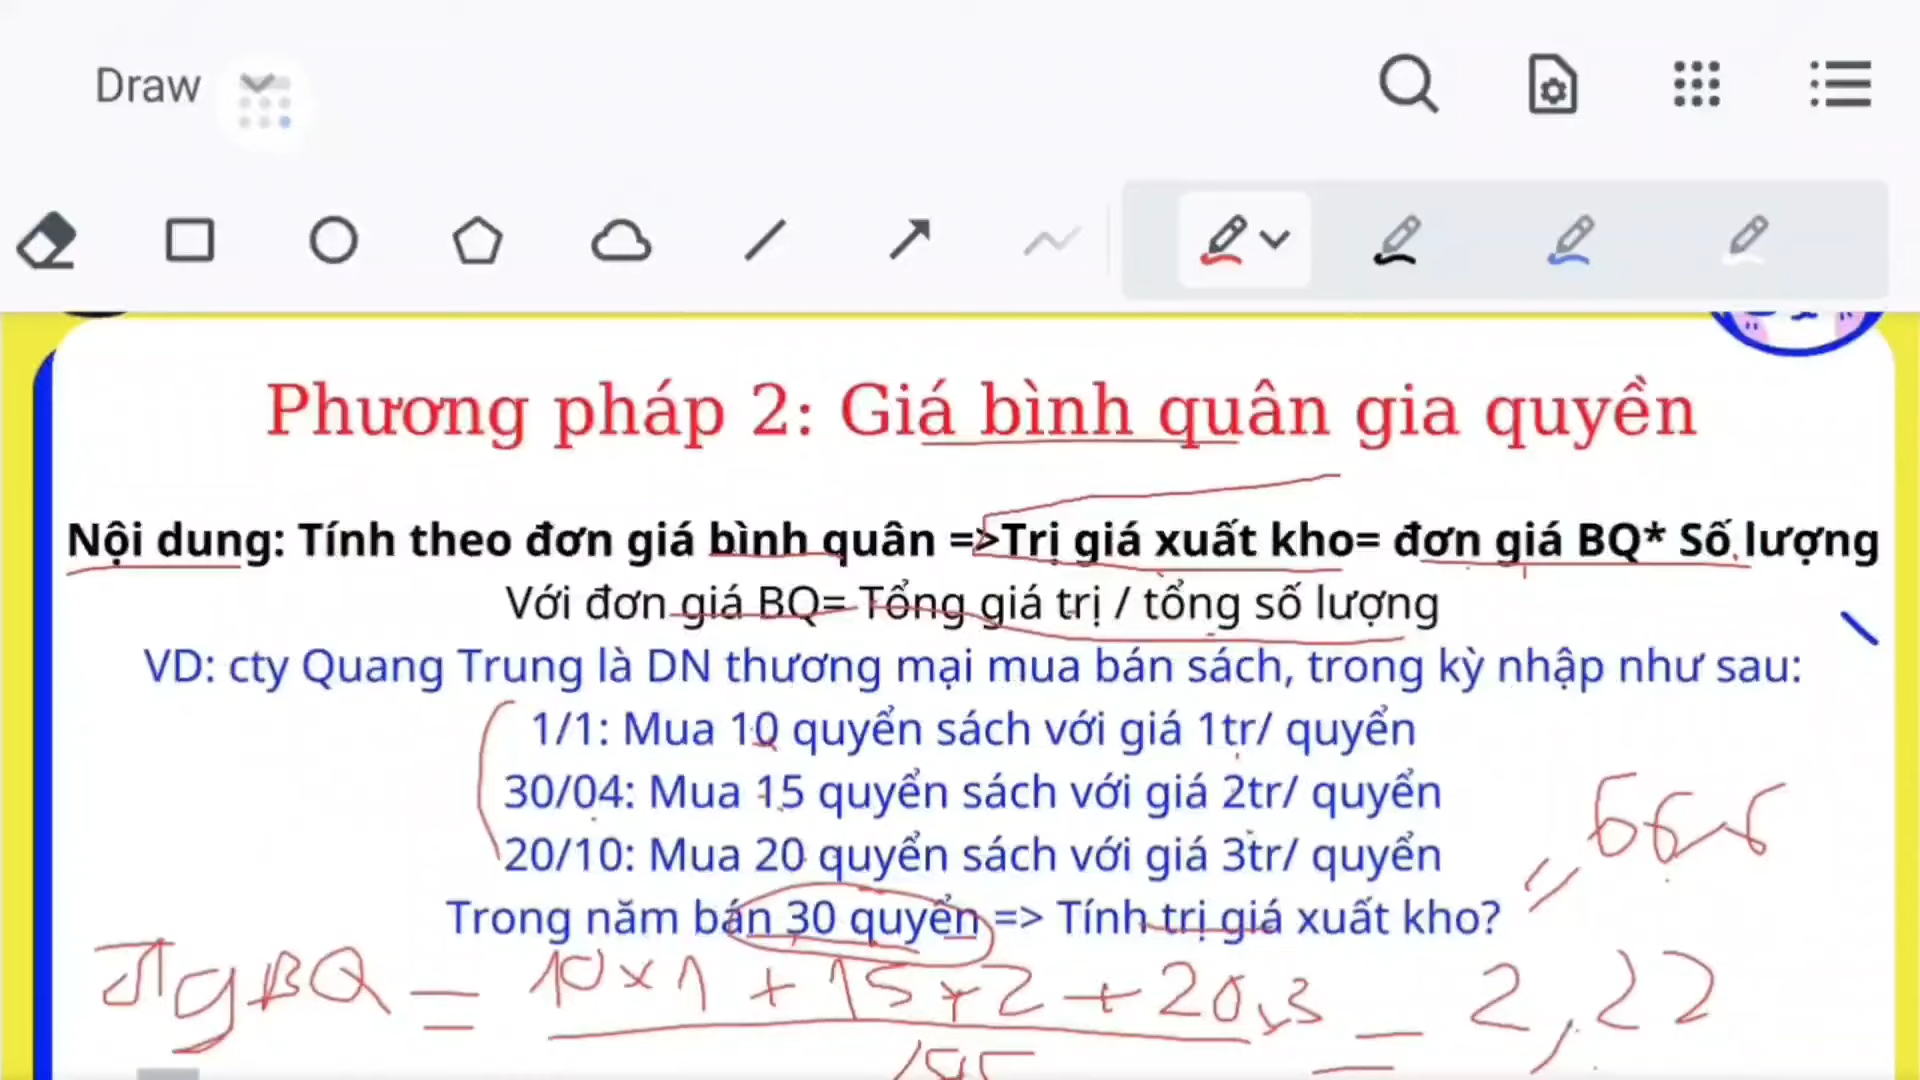 Draw
Phương pháp 2: Giá bình quân gia quyền
Nội dung: Tính theo đơn giá bình quân =>Trị giá xuất kho= đơn giá BQ* Số lượng
Với đơn giá BQ= Tổng giá trị / tổng số lượng
VD: cty Quang Trung là DN thương mại mua bán sách, trong kỳ nhập như sau:
1/1: Mua 10 quyển sách với giá 1tr/ quyển
30/04: Mua 15 quyển sách với giá 2tr/ quyển
20/10: Mua 20 quyển sách với giá 3tr/ quyển
Trong năm bán 30 quyển => Tính trị giá xuất kho?
BQ = 10x1 + 15x2 + 20x3 = 2,22